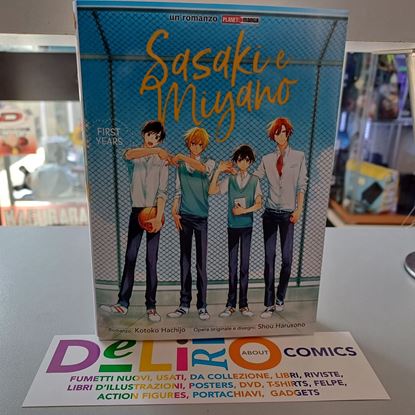 un romanzo PLANET manga
Sasaki e
Miyano
FIRST
YEARS
Romanzo: Kotoko Hachijo Opera originale e disegni: Shou Harusono
DeLiRiO ABOUT COMICS
FUMETTI NUOVI, USATI, DA COLLEZIONE, LIBRI, RIVISTE,
LIBRI D'ILLUSTRAZIONI, POSTERS, DVD, T-SHIRTS, FELPE,
ACTION FIGURES, PORTACHIAVI, GADGETS